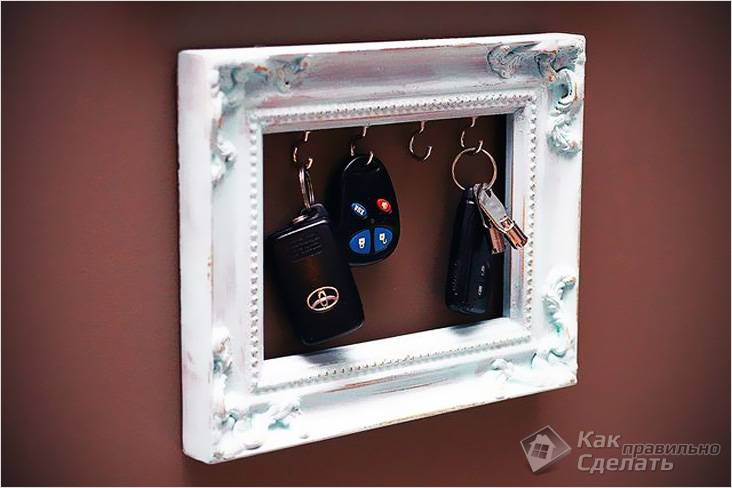 Как правильно
Сделать